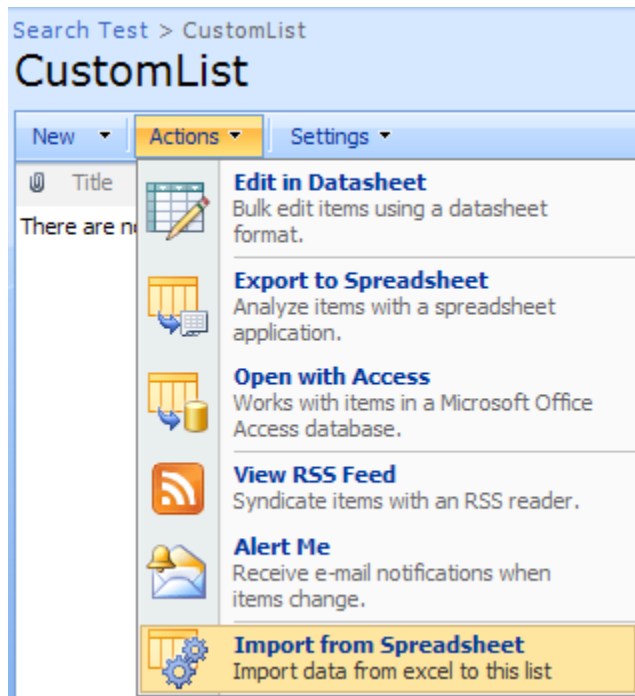 Search Test > CustomList
CustomList
New Actions Settings
Title
There are
Edit in Datasheet
Bulk edit items using a datasheet
format.
Export to Spreadsheet
Analyze items with a spreadsheet
application.
Open with Access
Works with items in a Microsoft Office
Access database.
View RSS Feed
Syndicate items with an RSS reader.
Alert Me
Receive e-mail notifications when
items change.
Import from Spreadsheet
Import data from excel to this list